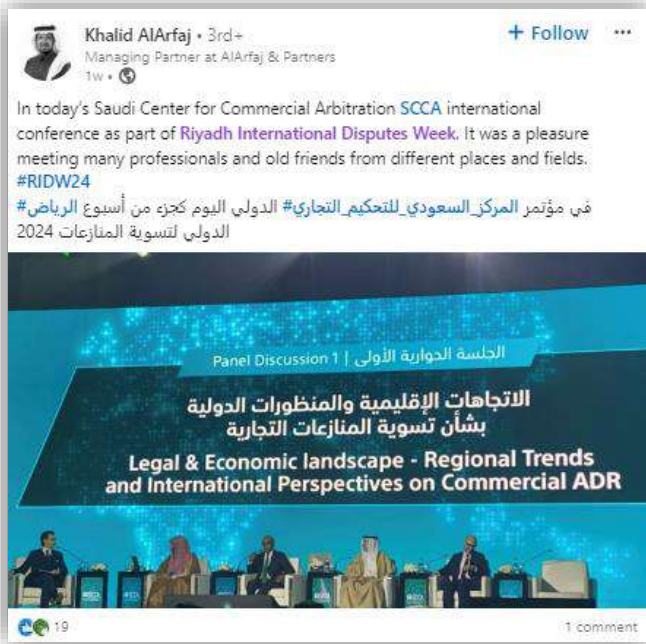 Khalid AlArfaj • 3rd+
+ Follow
...
Managing Partner at AlArfaj & Partners
1w •
In today's Saudi Center for Commercial Arbitration SCCA international
conference as part of Riyadh International Disputes Week. It was a pleasure
meeting many professionals and old friends from different places and fields.
#RIDW24
في مؤتمر المركز_السعودي_للتحكيم_التجاري# الدولي اليوم كجزء من أسبوع الرياض#
الدولي لتسوية المنازعات 2024
Panel Discussion 1 | الجلسة الحوارية الأولى
الاتجاهات الإقليمية والمنظورات الدولية
بشأن تسوية المنازعات التجارية
Legal & Economic landscape - Regional Trends
and International Perspectives on Commercial ADR
19
1 comment